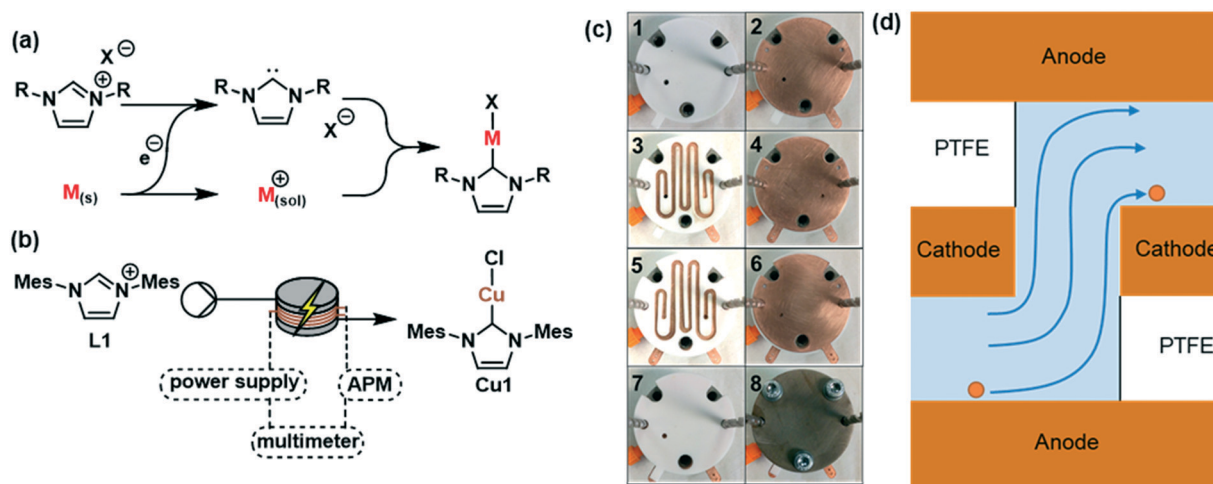 (a)
X⊖
R
N
N⊕
R
e⊖
M(s)
M⊕(sol)
R
N
N
R
X⊖
X
M
R
N
N
R
(b)
Mes
N
N⊕
Mes
L1
power supply
APM
multimeter
Cl
Cu
Mes
N
N
Mes
Cu1
(c)
1
2
3
4
5
6
7
8
(d)
Anode
PTFE
Cathode
Cathode
PTFE
Anode